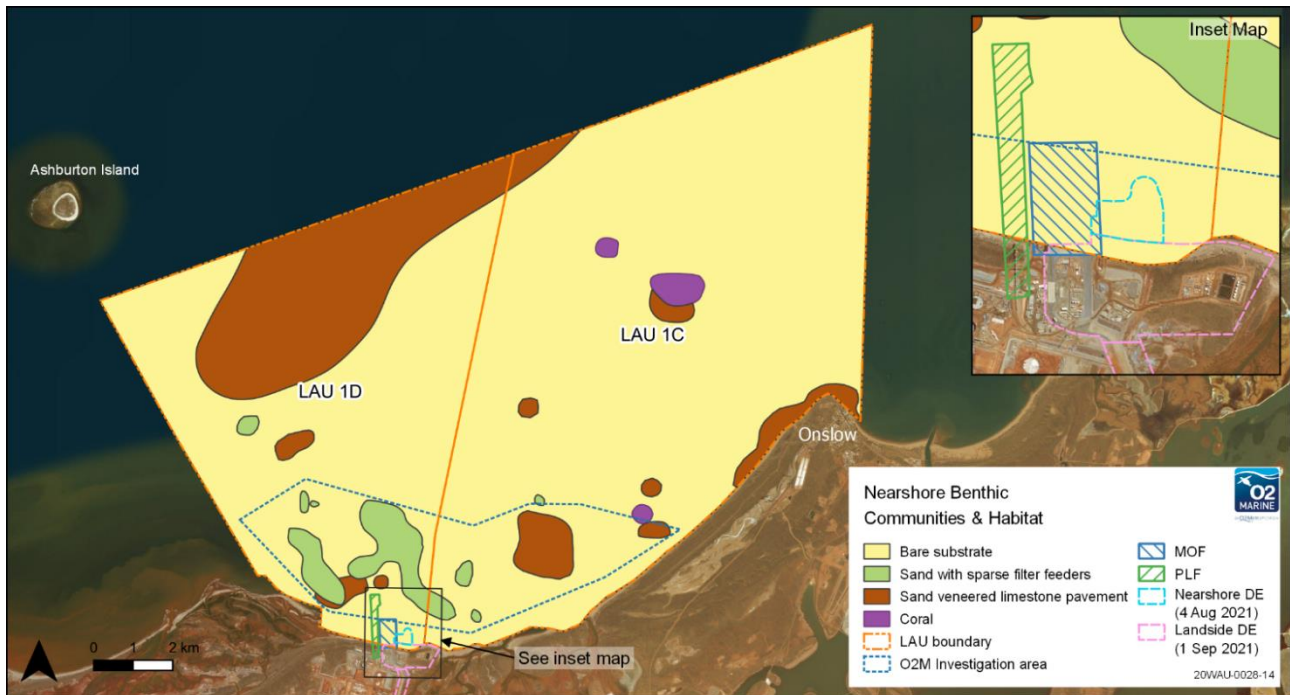 Inset Map
Ashburton Island
LAU 1C
LAU 1D
Onslow
See inset map
0 1 2 km
Nearshore Benthic
Communities & Habitat
O2
MARINE
Bare substrate
Sand with sparse filter feeders
Sand veneered limestone pavement
Coral
LAU boundary
O2M Investigation area
MOF
PLF
Nearshore DE
(4 Aug 2021)
Landside DE
(1 Sep 2021)
20WAU-0028-14